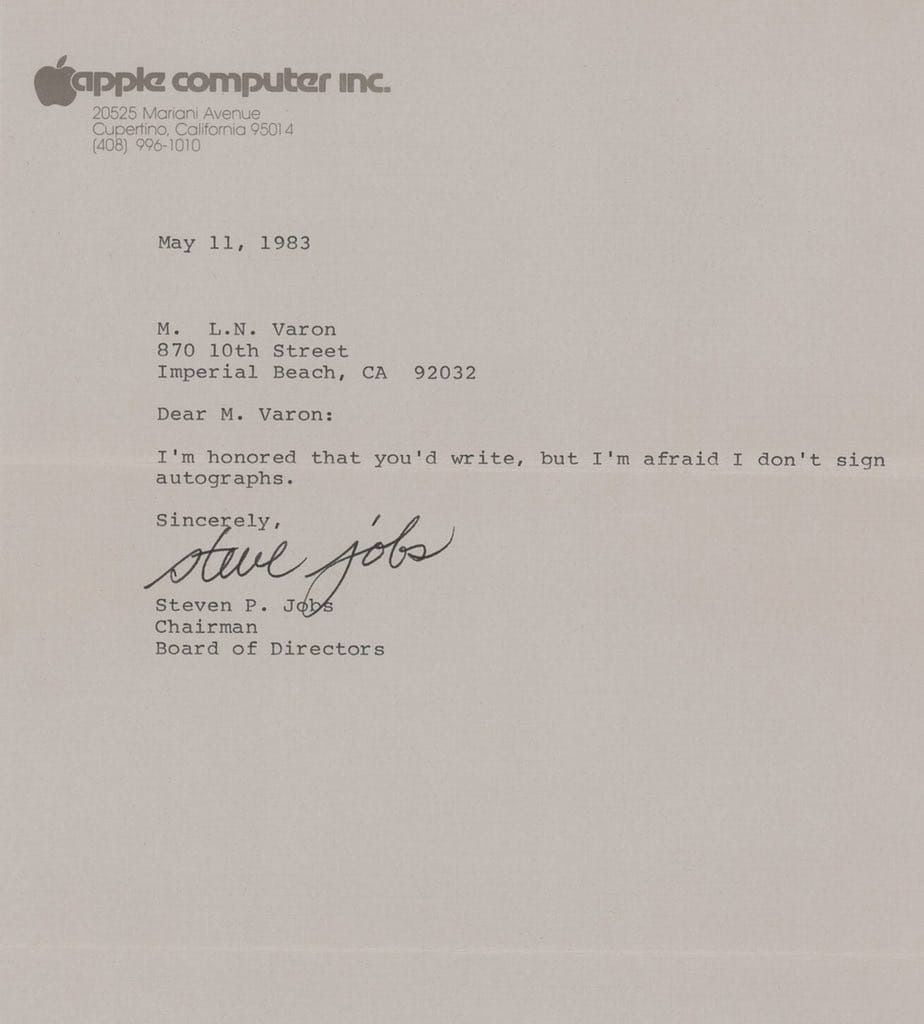 apple computer inc.
20525 Mariani Avenue
Cupertino, California 95014
(408) 996-1010
May 11, 1983
M.  L.N. Varon
870 10th Street
Imperial Beach, CA  92032
Dear M. Varon:
I'm honored that you'd write, but I'm afraid I don't sign
autographs.
Sincerely,
steve jobs
Steven P. Jobs
Chairman
Board of Directors